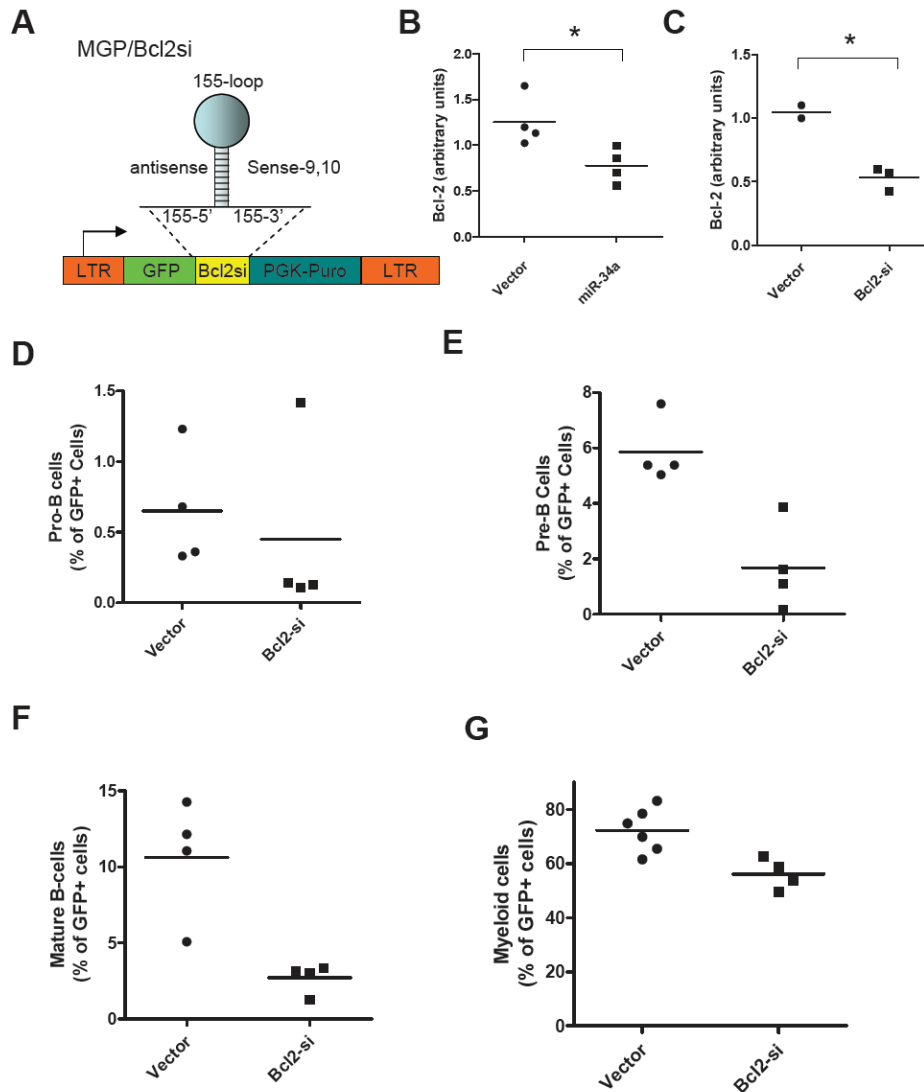 A
MGP/Bcl2si
155-loop
antisense
Sense-9,10
155-5'
155-3'
LTR
GFP
Bcl2si
PGK-Puro
LTR
B
*
Bcl-2 (arbitrary units)
2.0
1.5
1.0
0.5
0.0
Vector
miR-34a
C
*
Bcl-2 (arbitrary units)
1.5
1.0
0.5
0.0
Vector
Bcl2-si
D
Pro-B cells
(% of GFP+ Cells)
1.5
1.0
0.5
0.0
Vector
Bcl2-si
E
Pre-B Cells
(% of GFP+ Cells)
8
6
4
2
0
Vector
Bcl2-si
F
Mature B-cells
(% of GFP+ cells)
15
10
5
0
Vector
Bcl2-si
G
Myeloid cells
(% of GFP+ cells)
80
60
40
20
0
Vector
Bcl2-si